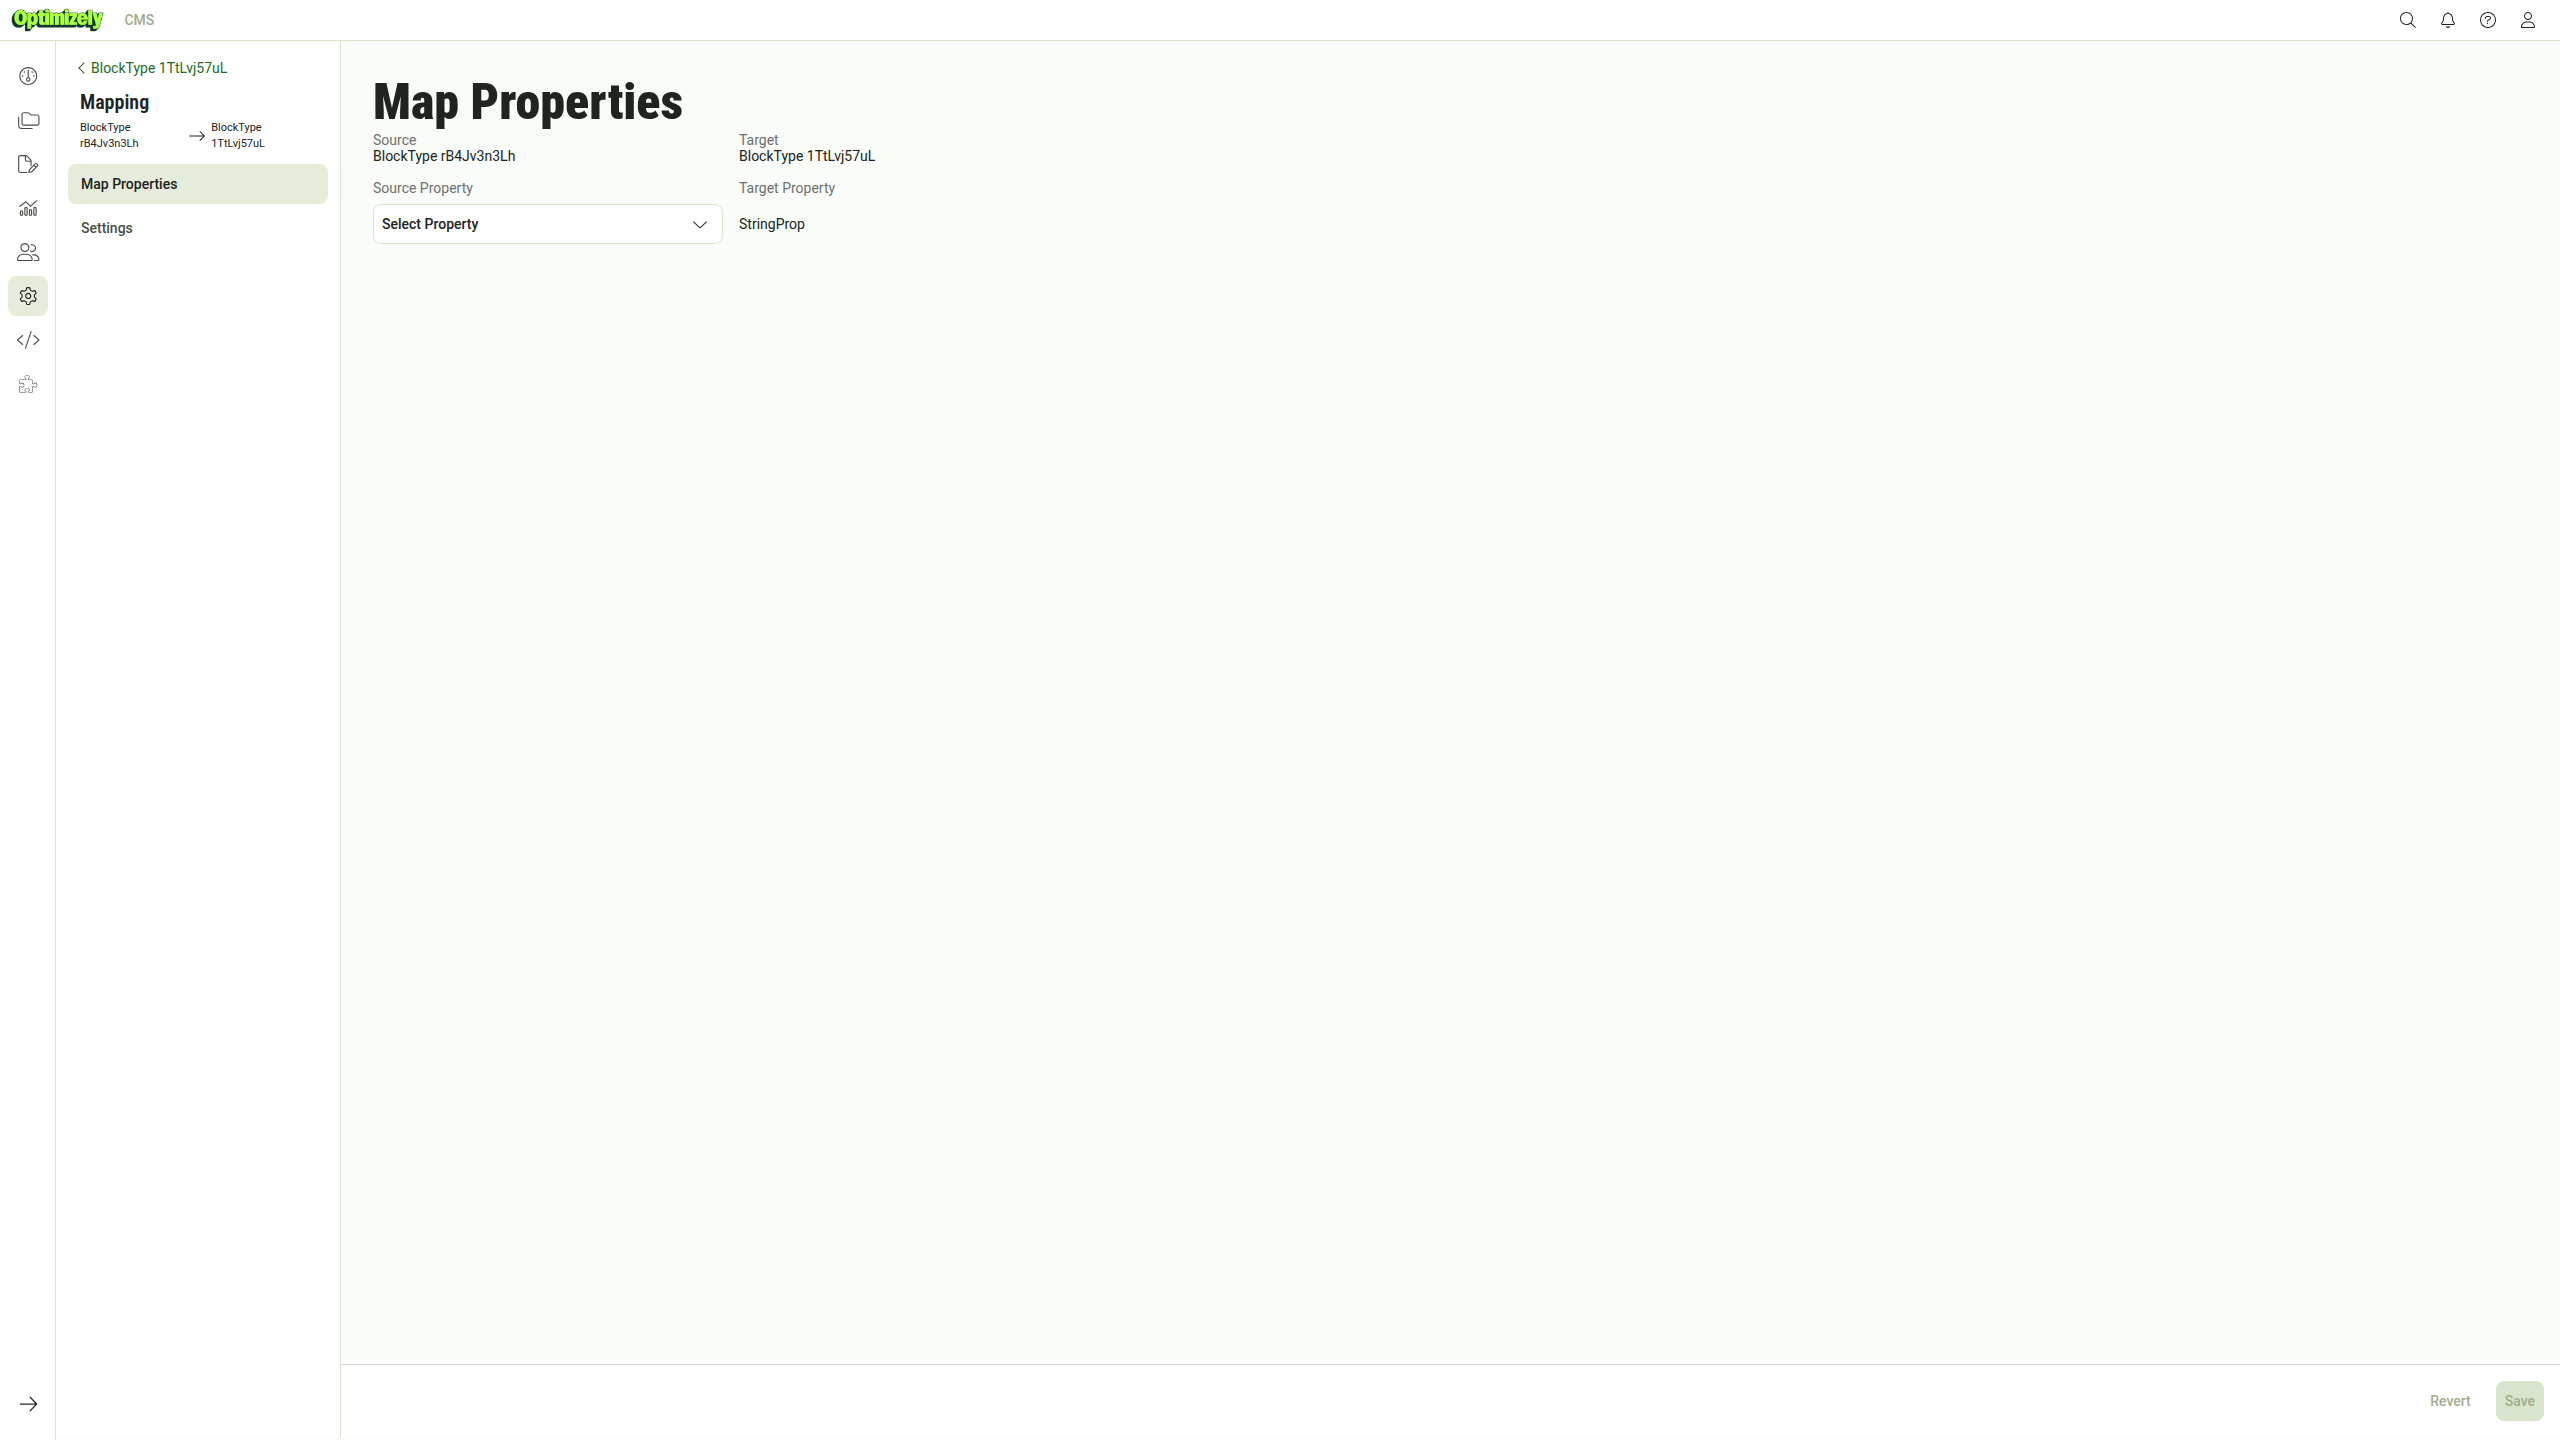 Optimizely CMS
BlockType 1TtLvj57uL
Mapping
BlockType rB4Jv3n3Lh
BlockType 1TtLvj57uL
Map Properties
Settings
Map Properties
Source
BlockType rB4Jv3n3Lh
Target
BlockType 1TtLvj57uL
Source Property
Target Property
Select Property
StringProp
Revert
Save